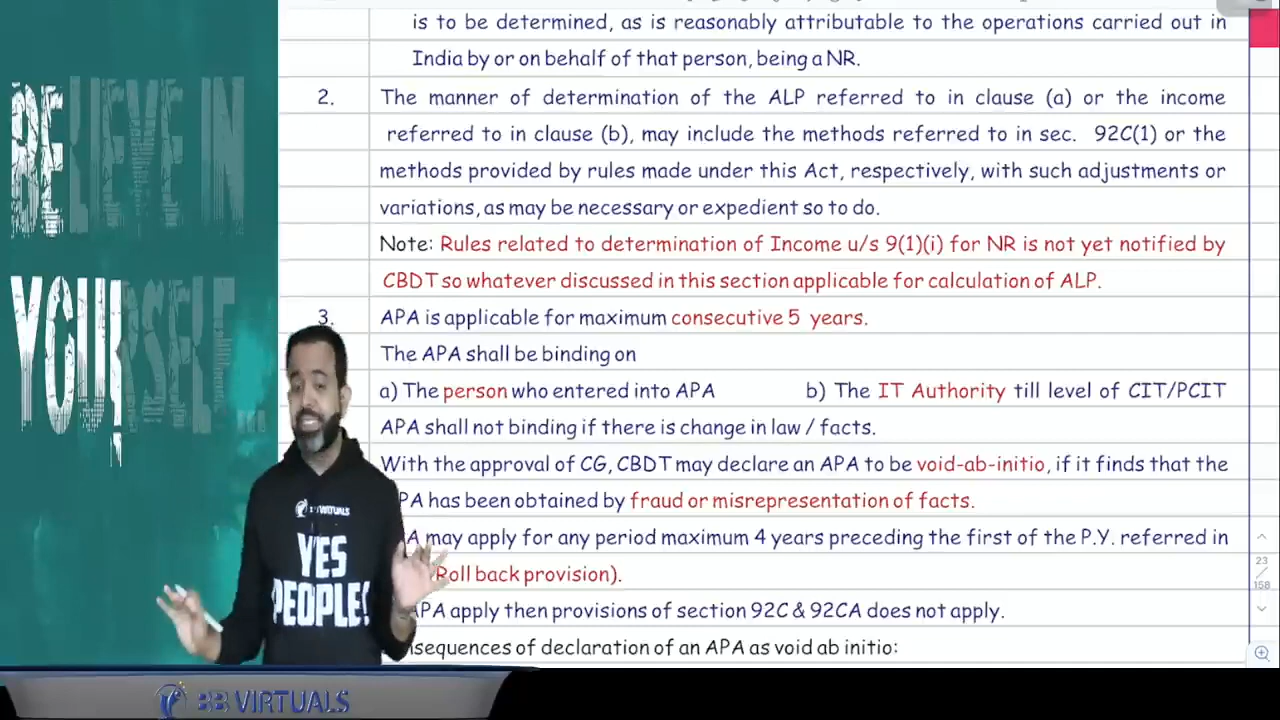 is to be determined, as is reasonably attributable to the operations carried out in
India by or on behalf of that person, being a NR.
2. The manner of determination of the ALP referred to in clause (a) or the income
referred to in clause (b), may include the methods referred to in sec. 92C(1) or the
methods provided by rules made under this Act, respectively, with such adjustments or
variations, as may be necessary or expedient so to do.
Note: Rules related to determination of Income u/s 9(1)(i) for NR is not yet notified by
CBDT so whatever discussed in this section applicable for calculation of ALP.
3. APA is applicable for maximum consecutive 5 years.
The APA shall be binding on
a) The person who entered into APA b) The IT Authority till level of CIT/PCIT
APA shall not binding if there is change in law / facts.
With the approval of CG, CBDT may declare an APA to be void-ab-initio, if it finds that the
PA has been obtained by fraud or misrepresentation of facts.
A may apply for any period maximum 4 years preceding the first of the P.Y. referred in
Roll back provision).
APA apply then provisions of section 92C & 92CA does not apply.
sequences of declaration of an APA as void ab initio:
BELIEVE IN
YOURSELF...
BB VIRTUALS
YES
PEOPLE!
BB VIRTUALS
23
/
158